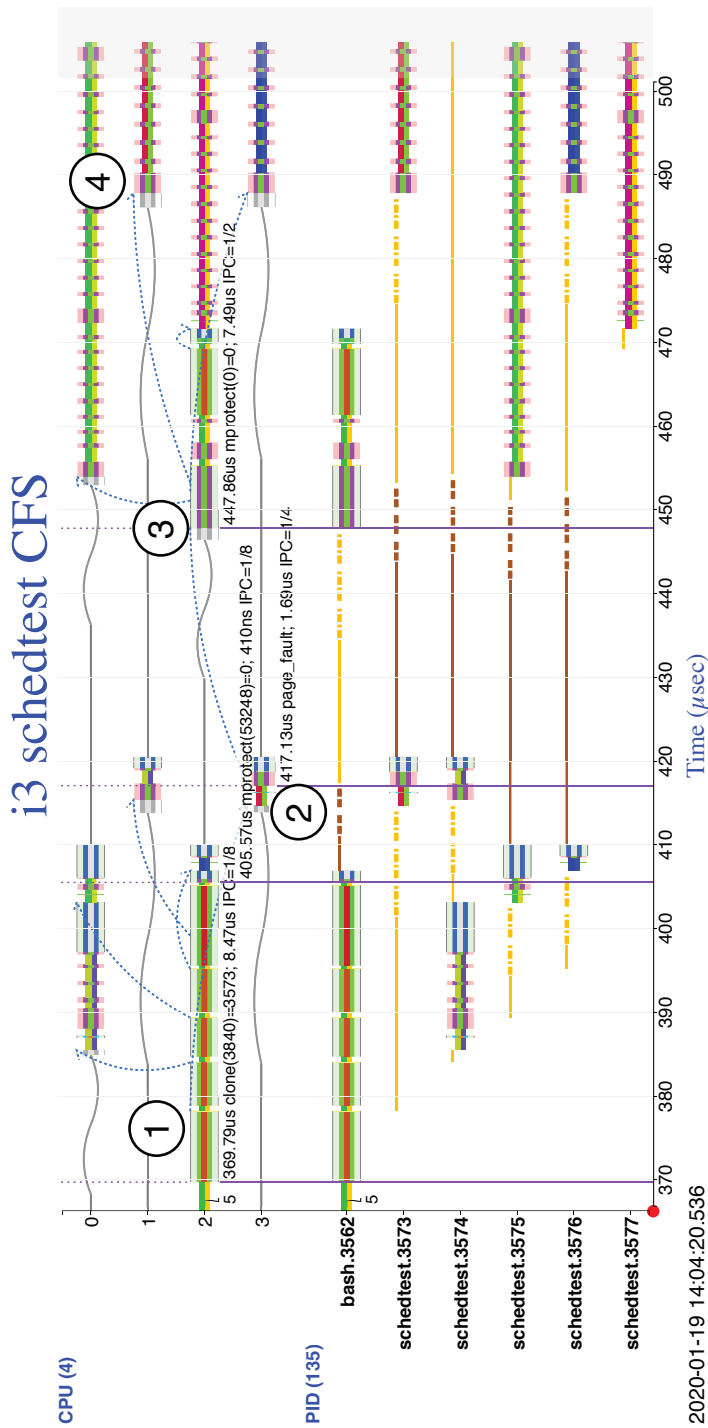 i3 schedtest CFS
CPU (4)
0
1
2
3
5
1
2
3
4
369.79us clone(3840)=3573; 8.47us IPC=1/8
405.57us mprotect(53248)=0; 410ns IPC=1/8
417.13us page_fault; 1.69us IPC=1/4
447.86us mprotect(0)=0; 7.49us IPC=1/2
PID (135)
bash.3562
5
schedtest.3573
schedtest.3574
schedtest.3575
schedtest.3576
schedtest.3577
370 380 390 400 410 420 430 440 450 460 470 480 490 500
Time (μsec)
2020-01-19 14:04:20.536